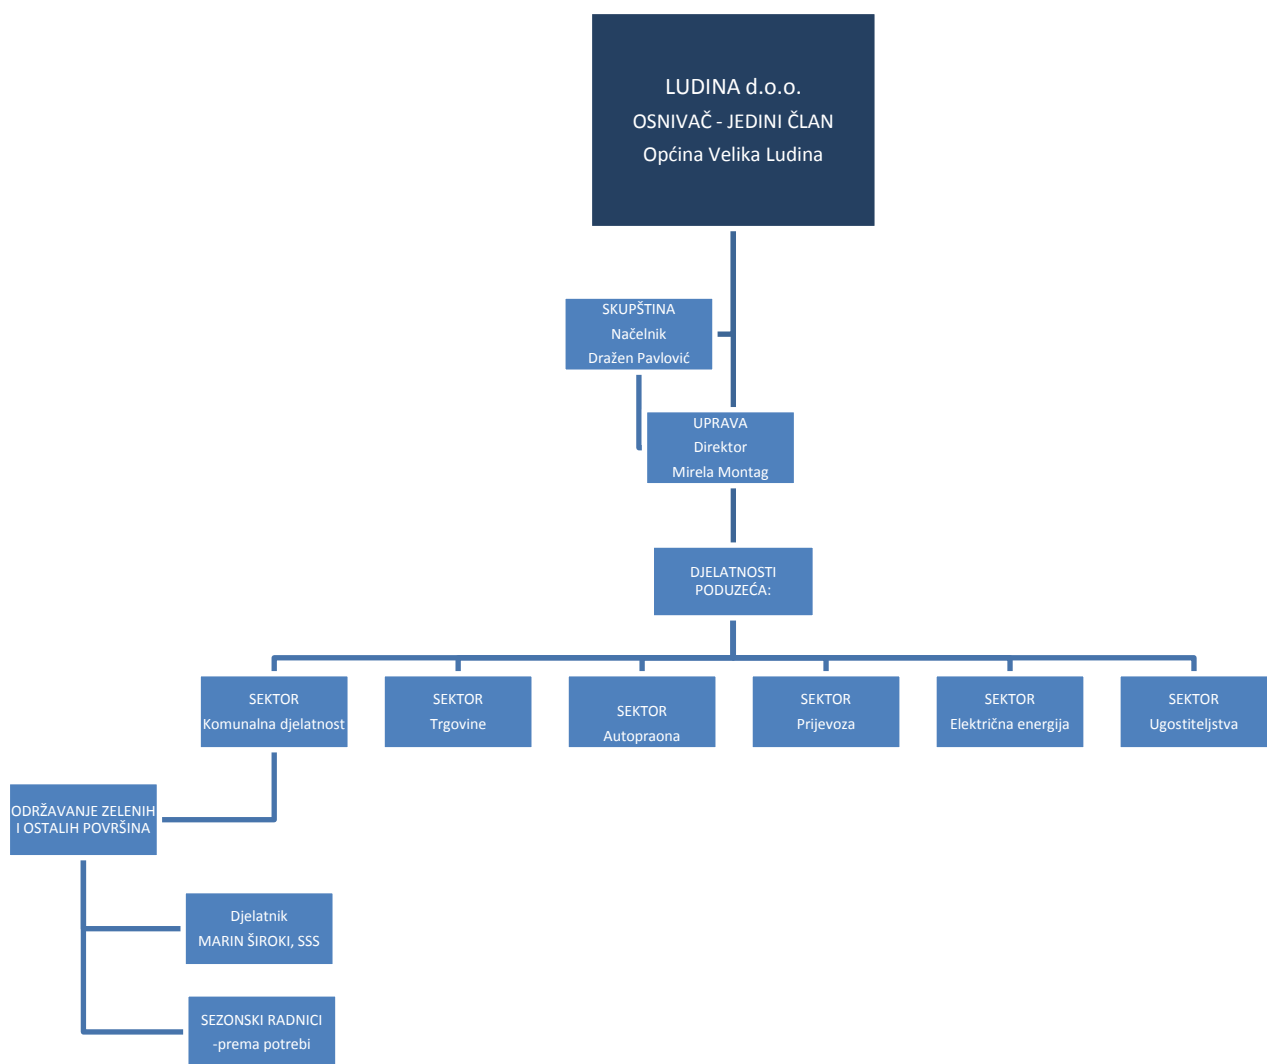 LUDINA d.o.o.
OSNIVAČ - JEDINI ČLAN
Općina Velika Ludina
SKUPŠTINA
Načelnik
Dražen Pavlović
UPRAVA
Direktor
Mirela Montag
DJELATNOSTI
PODUZEĆA:
SEKTOR
Komunalna djelatnost
SEKTOR
Trgovine
SEKTOR
Autopraona
SEKTOR
Prijevoza
SEKTOR
Električna energija
SEKTOR
Ugostiteljstva
ODRŽAVANJE ZELENIH
I OSTALIH POVRŠINA
Djelatnik
MARIN ŠIROKI, SSS
SEZONSKI RADNICI
-prema potrebi